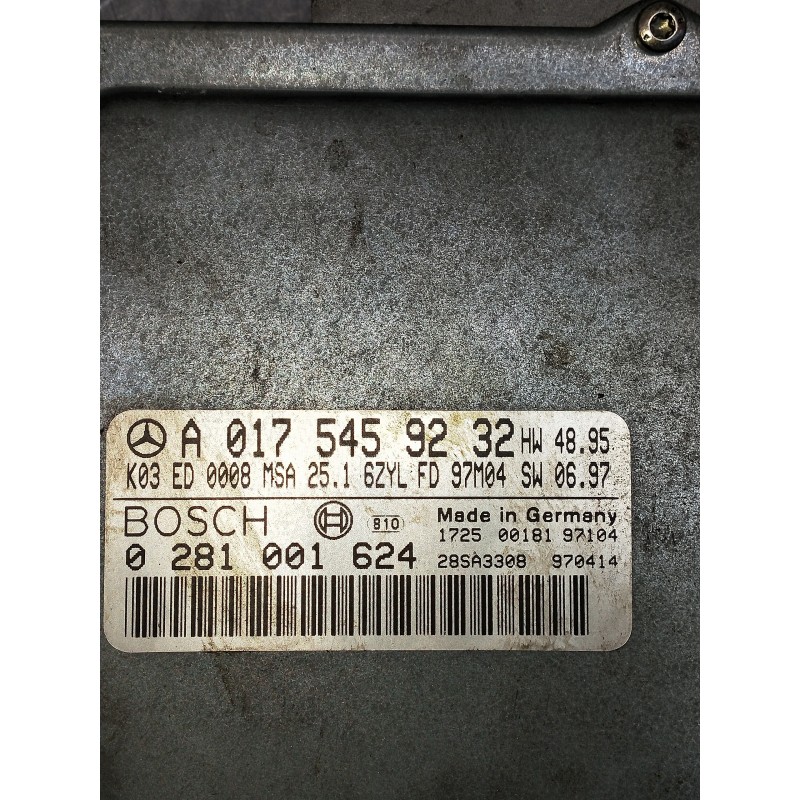 A 017 545 92 32 HW 48.95
K03 ED 0008 MSA 25.1 6ZYL FD 97M04 SW 06.97
BOSCH 810 Made in Germany
1725 00181 97104
0 281 001 624 28SA3308 970414